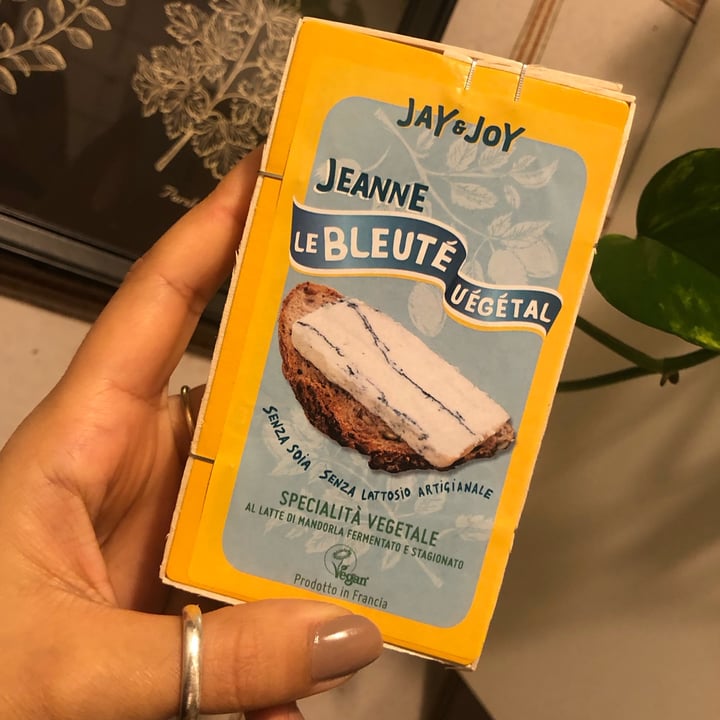 JAY & JOY
JEANNE
LE BLEUTÉ
VÉGÉTAL
SENZA SOIA SENZA LATTOSIO ARTIGIANALE
SPECIALITÀ VEGETALE
AL LATTE DI MANDORLA FERMENTATO E STAGIONATO
Vegan
Prodotto in Francia